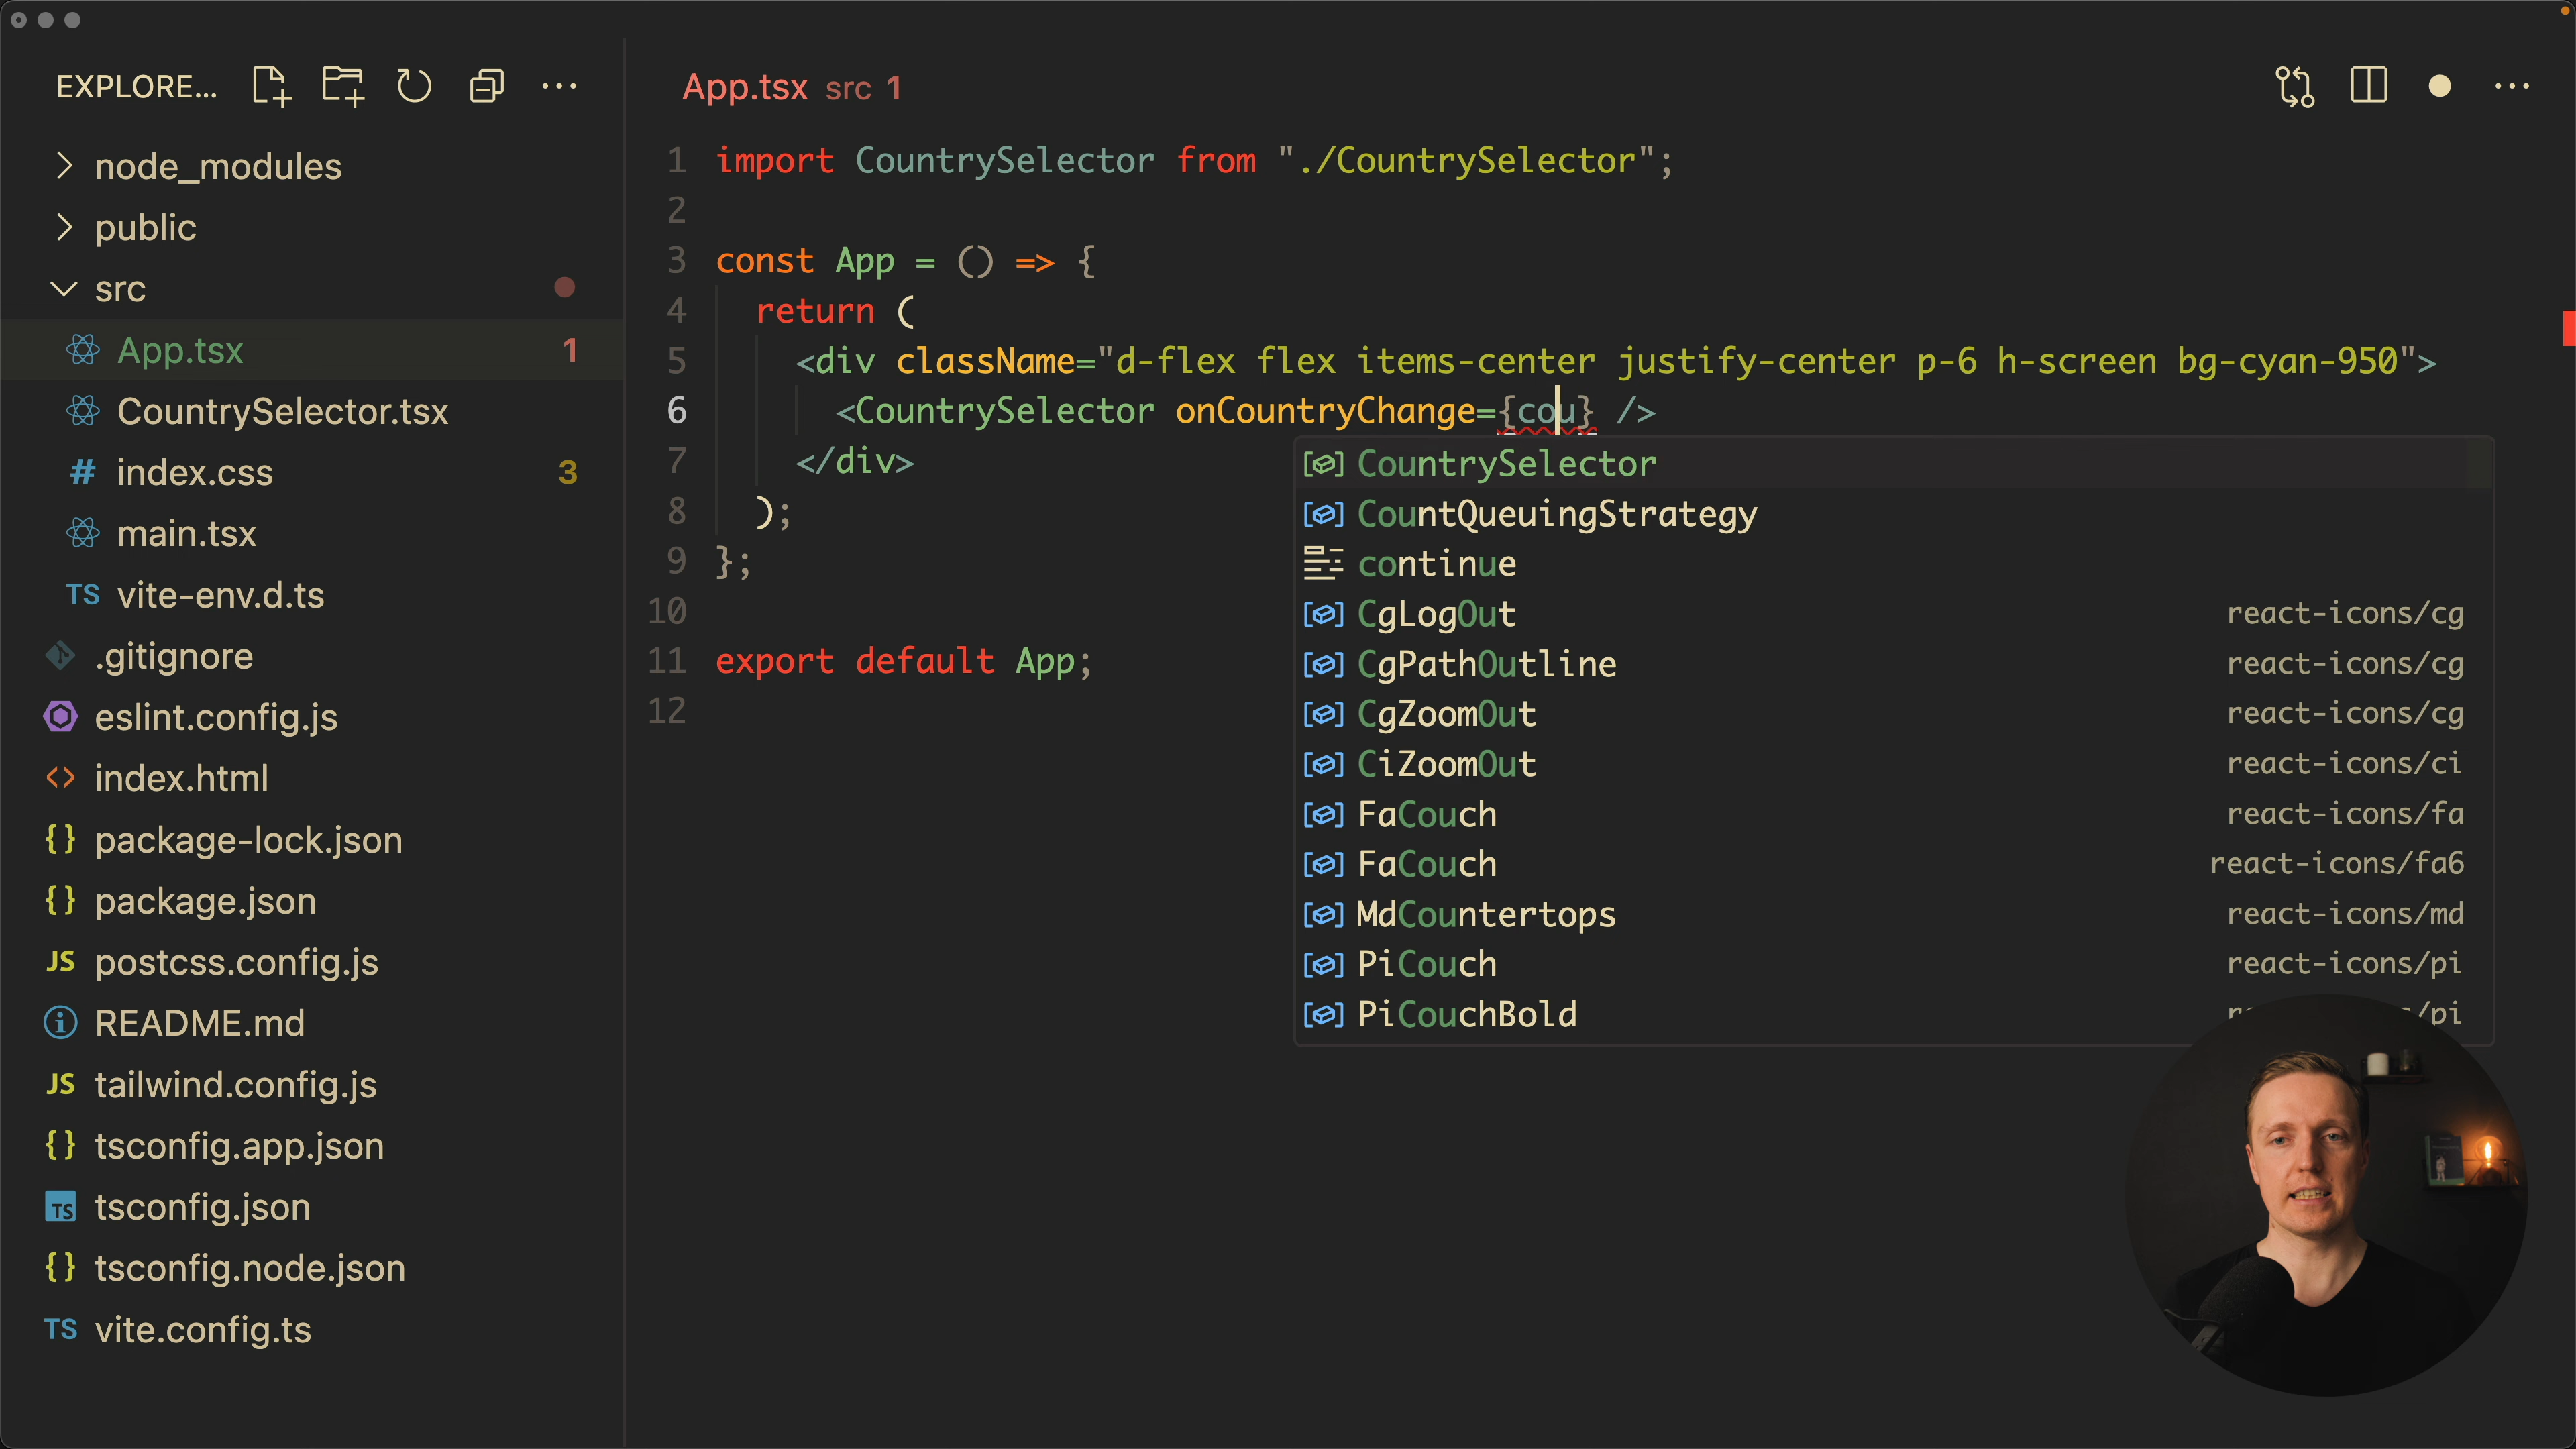 EXPLORE...
node_modules
public
src
App.tsx 1
CountrySelector.tsx
index.css 3
main.tsx
TS vite-env.d.ts
.gitignore
eslint.config.js
index.html
package-lock.json
package.json
JS postcss.config.js
README.md
JS tailwind.config.js
tsconfig.app.json
TS tsconfig.json
tsconfig.node.json
TS vite.config.ts
App.tsx src 1
1 import CountrySelector from "./CountrySelector";
2
3 const App = () => {
4 return (
5 <div className="d-flex flex items-center justify-center p-6 h-screen bg-cyan-950">
6 <CountrySelector onCountryChange={cou} />
7 </div>
8 );
9 };
10
11 export default App;
12
CountrySelector
CountQueuingStrategy
continue
CgLogOut react-icons/cg
CgPathOutline react-icons/cg
CgZoomOut react-icons/cg
CiZoomOut react-icons/ci
FaCouch react-icons/fa
FaCouch react-icons/fa6
MdCountertops react-icons/md
PiCouch react-icons/pi
PiCouchBold /pi